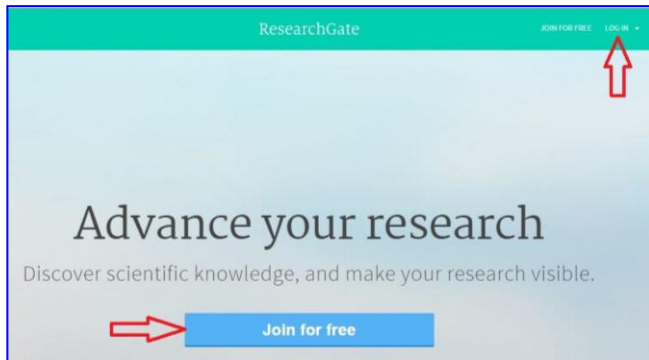 ResearchGate
JOIN FOR FREE LOG IN
Advance your research
Discover scientific knowledge, and make your research visible.
Join for free